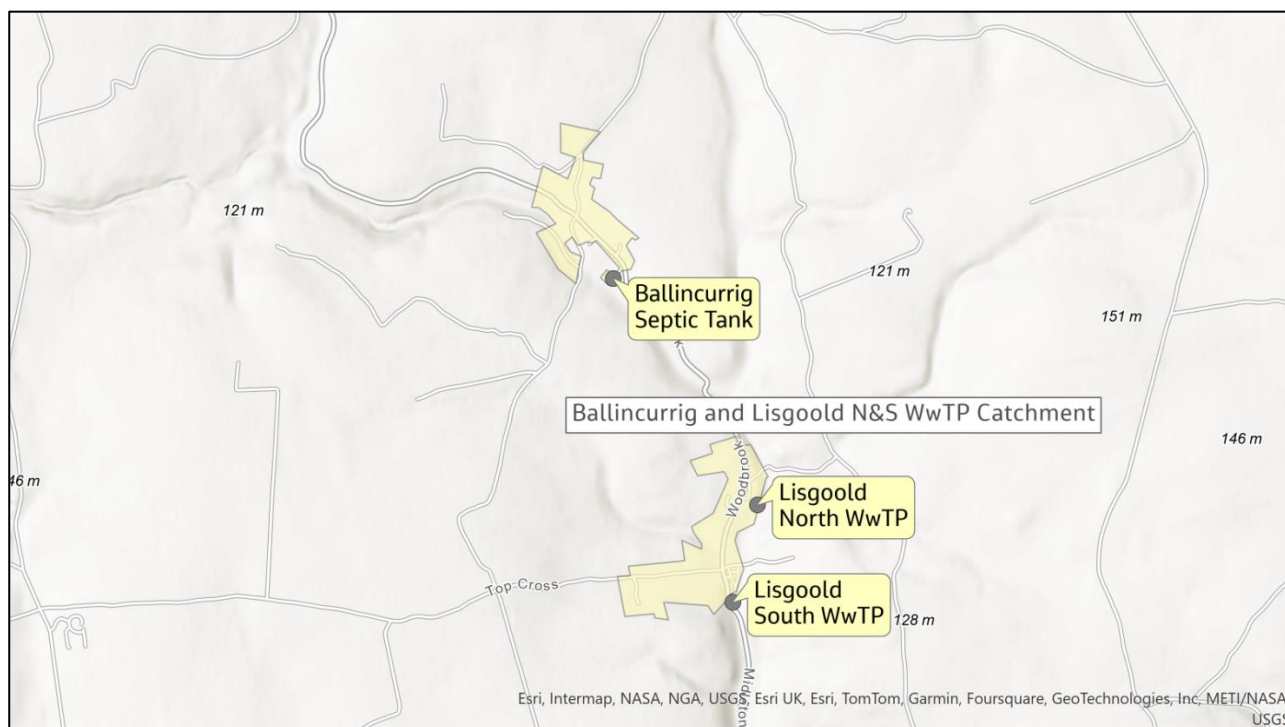 121 m
Ballincurrig
Septic Tank
121 m
151 m
Ballincurrig and Lisgoold N&S WwTP Catchment
146 m
46 m
Woodbrook
Lisgoold
North WwTP
Top Cross
Lisgoold
South WwTP
128 m
Esri, Intermap, NASA, NGA, USGS, Esri UK, Esri, TomTom, Garmin, Foursquare, GeoTechnologies, Inc, METI/NASA
USGS